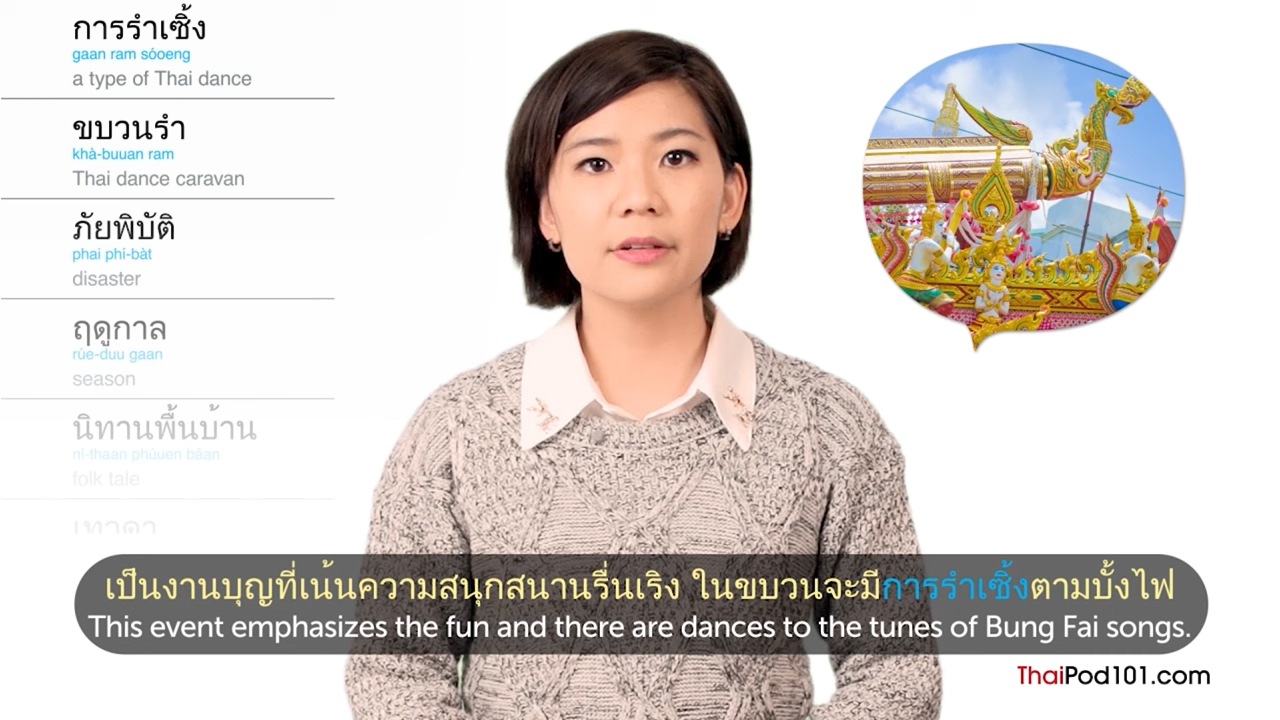 การรำเซิ้ง
gaan ram sóoeng
a type of Thai dance
ขบวนรำ
khà-buuan ram
Thai dance caravan
ภัยพิบัติ
phai phí-bàt
disaster
ฤดูกาล
rúe-duu gaan
season
นิทานพื้นบ้าน
ní-thaan phúuen bâan
folk tale
เป็นงานบุญที่เน้นความสนุกสนานรื่นเริง ในขบวนจะมีการรำเซิ้งตามบั้งไฟ
This event emphasizes the fun and there are dances to the tunes of Bung Fai songs.
ThaiPod101.com